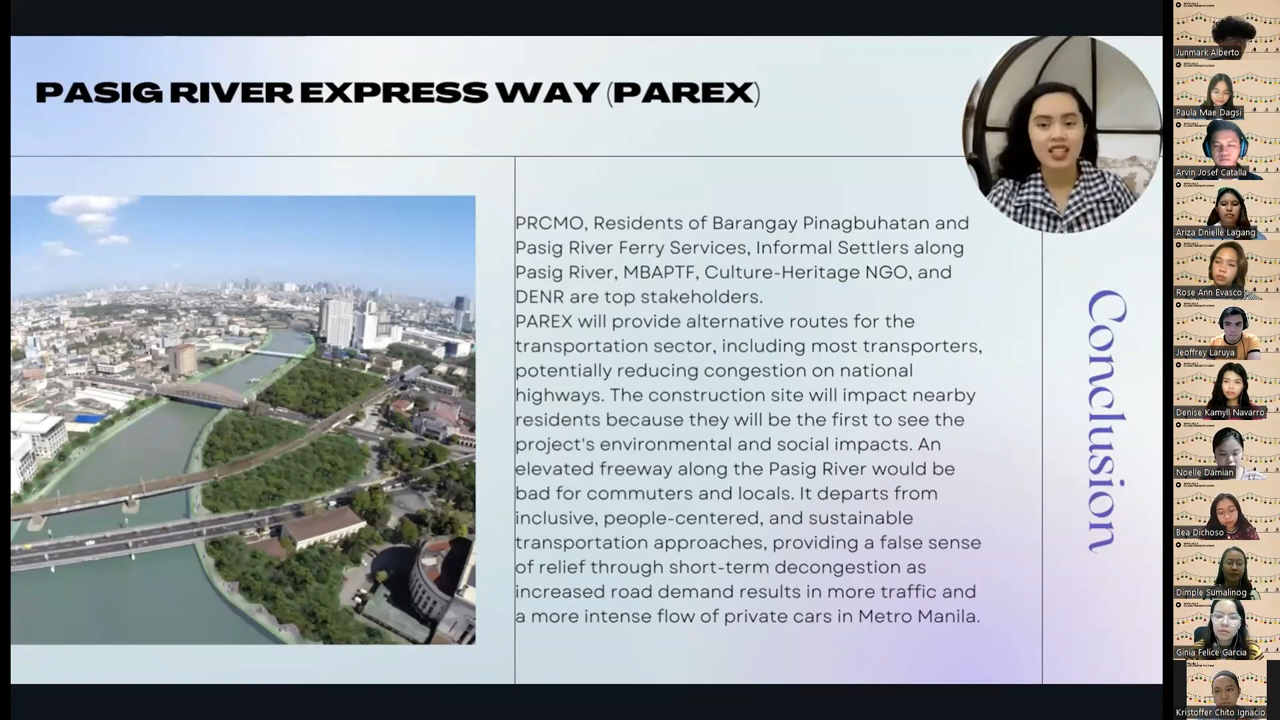 PASIG RIVER EXPRESS WAY (PAREX)
PRCMO, Residents of Barangay Pinagbuhatan and
Pasig River Ferry Services, Informal Settlers along
Pasig River, MBAPTF, Culture-Heritage NGO, and
DENR are top stakeholders.
PAREX will provide alternative routes for the
transportation sector, including most transporters,
potentially reducing congestion on national
highways. The construction site will impact nearby
residents because they will be the first to see the
project's environmental and social impacts. An
elevated freeway along the Pasig River would be
bad for commuters and locals. It departs from
inclusive, people-centered, and sustainable
transportation approaches, providing a false sense
of relief through short-term decongestion as
increased road demand results in more traffic and
a more intense flow of private cars in Metro Manila.
Conclusion
Junmark Alberto
Paula Mae Dagsi
Arvin Josef Catalla
Ariza Dnielle Lagang
Rose Ann Evasco
Jeoffrey Laruya
Denise Kamyll Navarro
Noelle Damian
Bea Dichoso
Dimple Sumalinog
Ginia Felice Garcia
Kristoffer Chito Ignacio